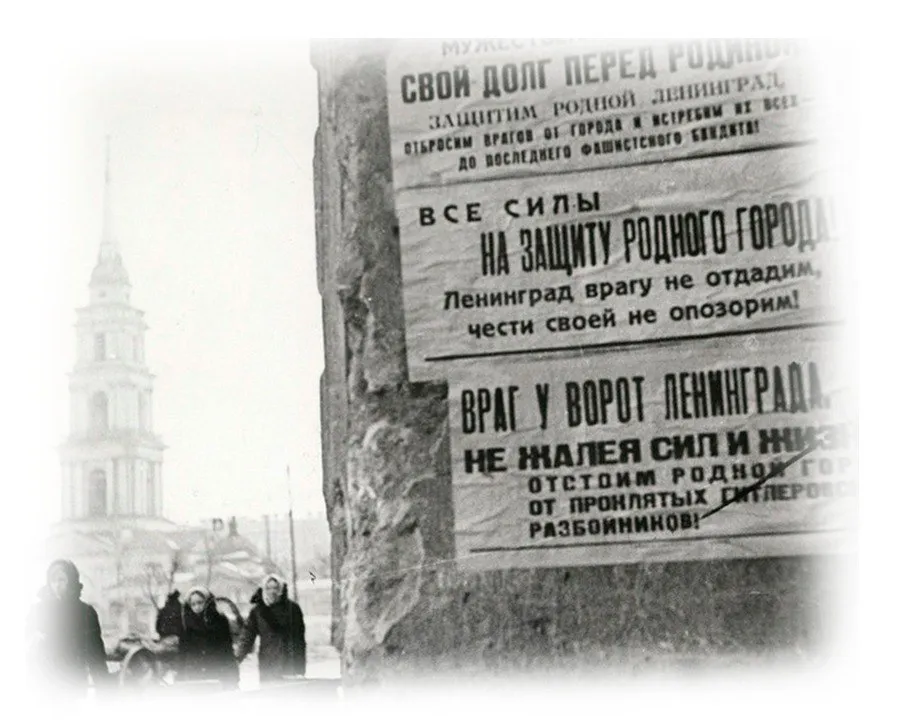 СВОЙ ДОЛГ ПЕРЕД РОДИНОЙ
ЗАЩИТИМ РОДНОЙ ЛЕНИНГРАД,
ОТБРОСИМ ВРАГОВ ОТ ГОРОДА И ИСТРЕБИМ ИХ ВСЕХ—
ДО ПОСЛЕДНЕГО ФАШИСТСКОГО БАНДИТА!
ВСЕ СИЛЫ
НА ЗАЩИТУ РОДНОГО ГОРОДА!
Ленинград врагу не отдадим,
чести своей не опозорим!
ВРАГ У ВОРОТ ЛЕНИНГРАДА.
НЕ ЖАЛЕЯ СИЛ И
ОТСТОИМ РОДНОЙ
ОТ ПРОКЛЯТЫХ
РАЗБОЙНИКОВ!